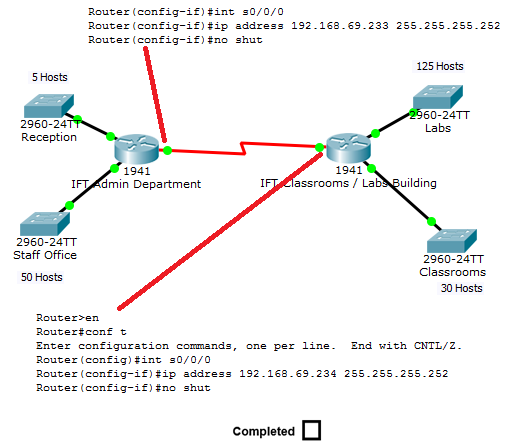 Router(config-if)#int s0/0/0
Router(config-if)#ip address 192.168.69.233 255.255.255.252
Router(config-if)#no shut
5 Hosts
125 Hosts
2960-24TT
Reception
2960-24TT
Labs
1941
IFT Admin Department
1941
IFT Classrooms / Labs Building
2960-24TT
Staff Office
2960-24TT
Classrooms
50 Hosts
30 Hosts
Router>en
Router#conf t
Enter configuration commands, one per line.  End with CNTL/Z.
Router(config)#int s0/0/0
Router(config-if)#ip address 192.168.69.234 255.255.255.252
Router(config-if)#no shut
Completed